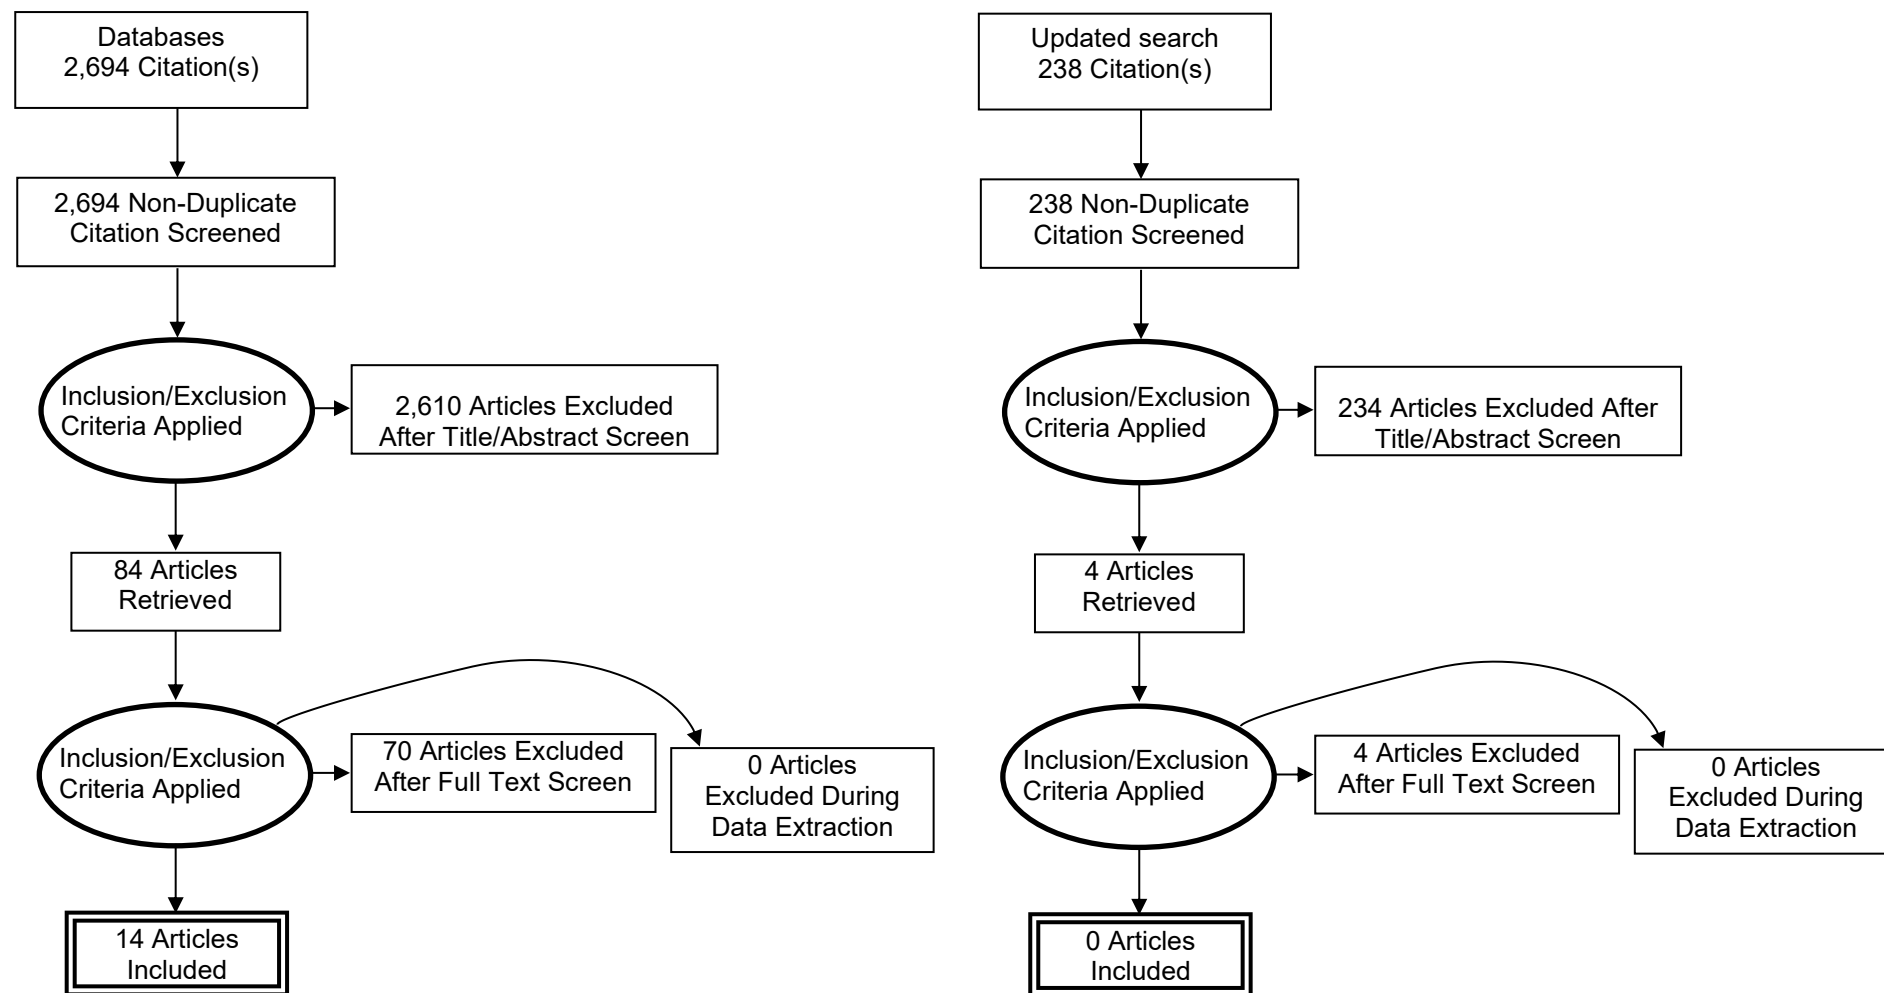 Databases
2,694 Citation(s)
2,694 Non-Duplicate
Citation Screened
Inclusion/Exclusion
Criteria Applied
2,610 Articles Excluded
After Title/Abstract Screen
84 Articles
Retrieved
Inclusion/Exclusion
Criteria Applied
70 Articles Excluded
After Full Text Screen
0 Articles
Excluded During
Data Extraction
14 Articles
Included
Updated search
238 Citation(s)
238 Non-Duplicate
Citation Screened
Inclusion/Exclusion
Criteria Applied
234 Articles Excluded After
Title/Abstract Screen
4 Articles
Retrieved
Inclusion/Exclusion
Criteria Applied
4 Articles Excluded
After Full Text Screen
0 Articles
Excluded During
Data Extraction
0 Articles
Included